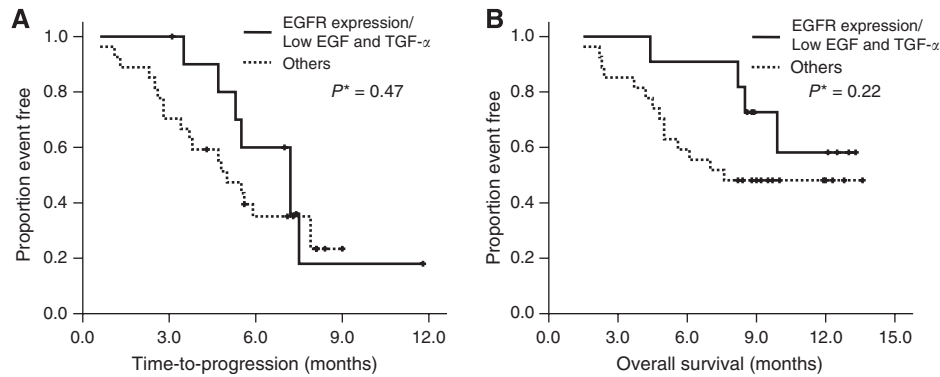 A
EGFR expression/
Low EGF and TGF-α
Others
P* = 0.47
Proportion event free
1.0
0.8
0.6
0.4
0.2
0.0
0.0 3.0 6.0 9.0 12.0
Time-to-progression (months)
B
EGFR expression/
Low EGF and TGF-α
Others
P* = 0.22
Proportion event free
1.0
0.8
0.6
0.4
0.2
0.0
0.0 3.0 6.0 9.0 12.0 15.0
Overall survival (months)